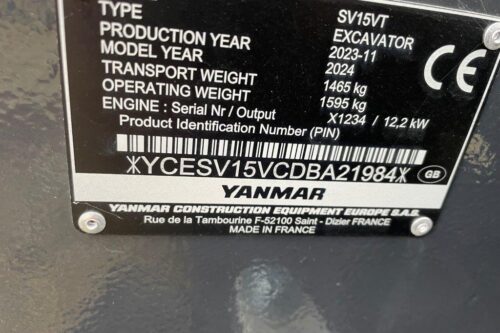 TYPE SV15VT
EXCAVATOR
PRODUCTION YEAR 2023-11
MODEL YEAR 2024
TRANSPORT WEIGHT 1465 kg
OPERATING WEIGHT 1595 kg
ENGINE : Serial Nr / Output X1234 / 12,2 kW
Product Identification Number (PIN)
CE
*YCESV15VCDBA21984*
GB
YANMAR
YANMAR CONSTRUCTION EQUIPMENT EUROPE S.A.S.
Rue de la Tambourine F-52100 Saint - Dizier FRANCE
MADE IN FRANCE